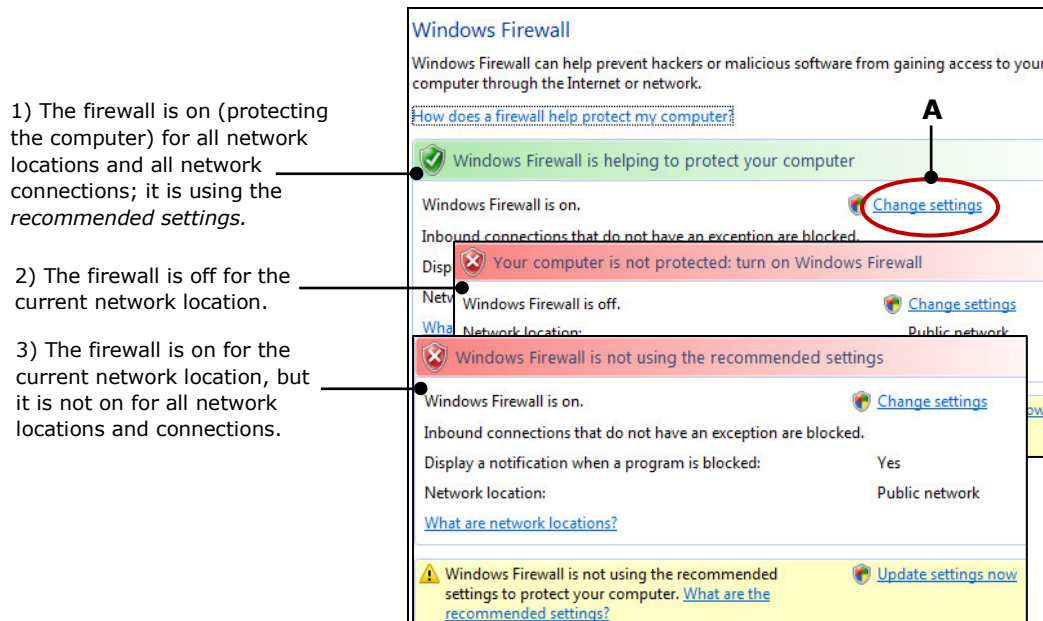 1) The firewall is on (protecting
the computer) for all network
locations and all network
connections; it is using the
recommended settings.
2) The firewall is off for the
current network location.
3) The firewall is on for the
current network location, but
it is not on for all network
locations and connections.
Windows Firewall
Windows Firewall can help prevent hackers or malicious software from gaining access to your
computer through the Internet or network.
How does a firewall help protect my computer?
A
Windows Firewall is helping to protect your computer
Windows Firewall is on.
Change settings
Inbound connections that do not have an exception are blocked.
Disp
Netw
Wha
Your computer is not protected: turn on Windows Firewall
Windows Firewall is off.
Change settings
Network location:
Public network
Windows Firewall is not using the recommended settings
Windows Firewall is on.
Change settings
Inbound connections that do not have an exception are blocked.
Display a notification when a program is blocked:
Yes
Network location:
Public network
What are network locations?
Windows Firewall is not using the recommended
settings to protect your computer. What are the
recommended settings?
Update settings now
ow